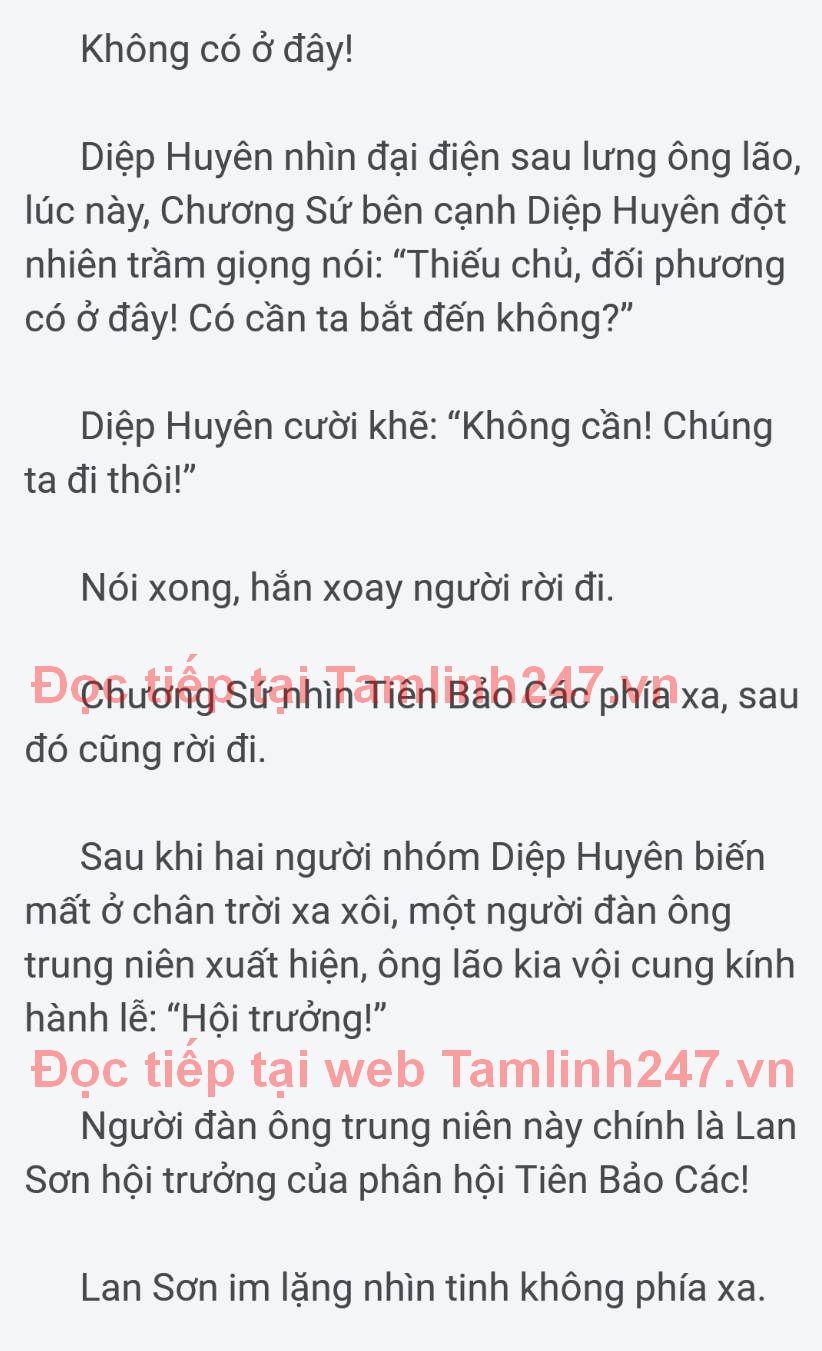 Không có ở đây!
Diệp Huyên nhìn đại điện sau lưng ông lão,
lúc này, Chương Sứ bên cạnh Diệp Huyên đột
nhiên trầm giọng nói: “Thiếu chủ, đối phương
có ở đây! Có cần ta bắt đến không?”
Diệp Huyên cười khẽ: “Không cần! Chúng
ta đi thôi!”
Nói xong, hắn xoay người rời đi.
Đọc tiếp tại Tamlinh247.vn
Chương Sứ nhìn Tiên Bảo Các phía xa, sau
đó cũng rời đi.
Sau khi hai người nhóm Diệp Huyên biến
mất ở chân trời xa xôi, một người đàn ông
trung niên xuất hiện, ông lão kia vội cung kính
hành lễ: “Hội trưởng!”
Đọc tiếp tại web Tamlinh247.vn
Người đàn ông trung niên này chính là Lan
Sơn hội trưởng của phân hội Tiên Bảo Các!
Lan Sơn im lặng nhìn tinh không phía xa.